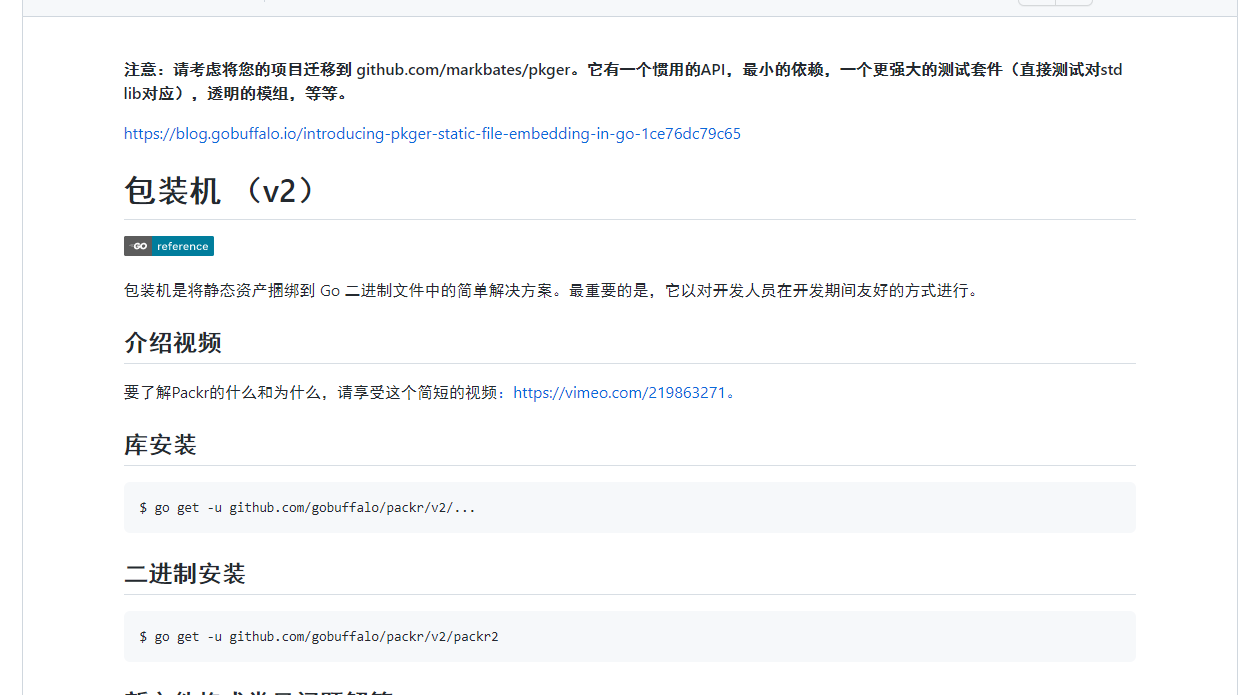 注意：请考虑将您的项目迁移到 github.com/markbates/pkger。它有一个惯用的API，最小的依赖，一个更强大的测试套件（直接测试对std
lib对应），透明的模组，等等。
https://blog.gobuffalo.io/introducing-pkger-static-file-embedding-in-go-1ce76dc79c65
包装机 （v2）
GO reference
包装机是将静态资产捆绑到 Go 二进制文件中的简单解决方案。最重要的是，它以对开发人员在开发期间友好的方式进行。
介绍视频
要了解Packr的什么和为什么，请享受这个简短的视频：https://vimeo.com/219863271。
库安装
$ go get -u github.com/gobuffalo/packr/v2/...
二进制安装
$ go get -u github.com/gobuffalo/packr/v2/packr2